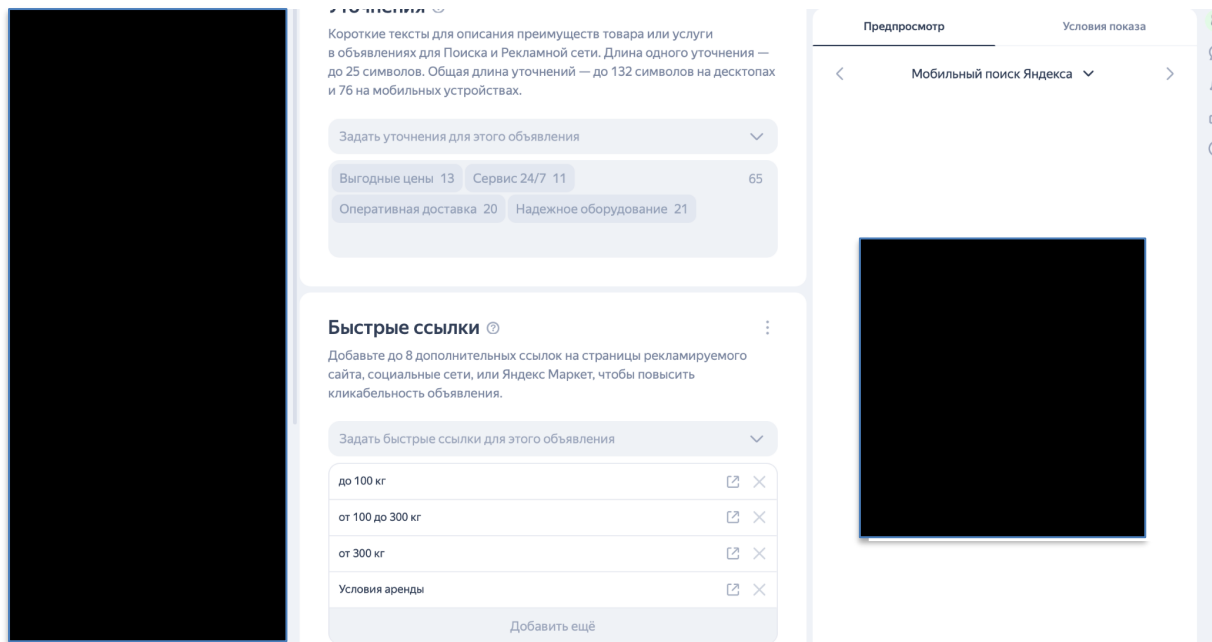 Уточнения
Короткие тексты для описания преимуществ товара или услуги
в объявлениях для Поиска и Рекламной сети. Длина одного уточнения —
до 25 символов. Общая длина уточнений — до 132 символов на десктопах
и 76 на мобильных устройствах.
Задать уточнения для этого объявления
Выгодные цены 13 Сервис 24/7 11 65
Оперативная доставка 20 Надежное оборудование 21
Быстрые ссылки
Добавьте до 8 дополнительных ссылок на страницы рекламируемого
сайта, социальные сети, или Яндекс Маркет, чтобы повысить
кликабельность объявления.
Задать быстрые ссылки для этого объявления
до 100 кг
от 100 до 300 кг
от 300 кг
Условия аренды
Добавить ещё
Предпросмотр Условия показа
Мобильный поиск Яндекса